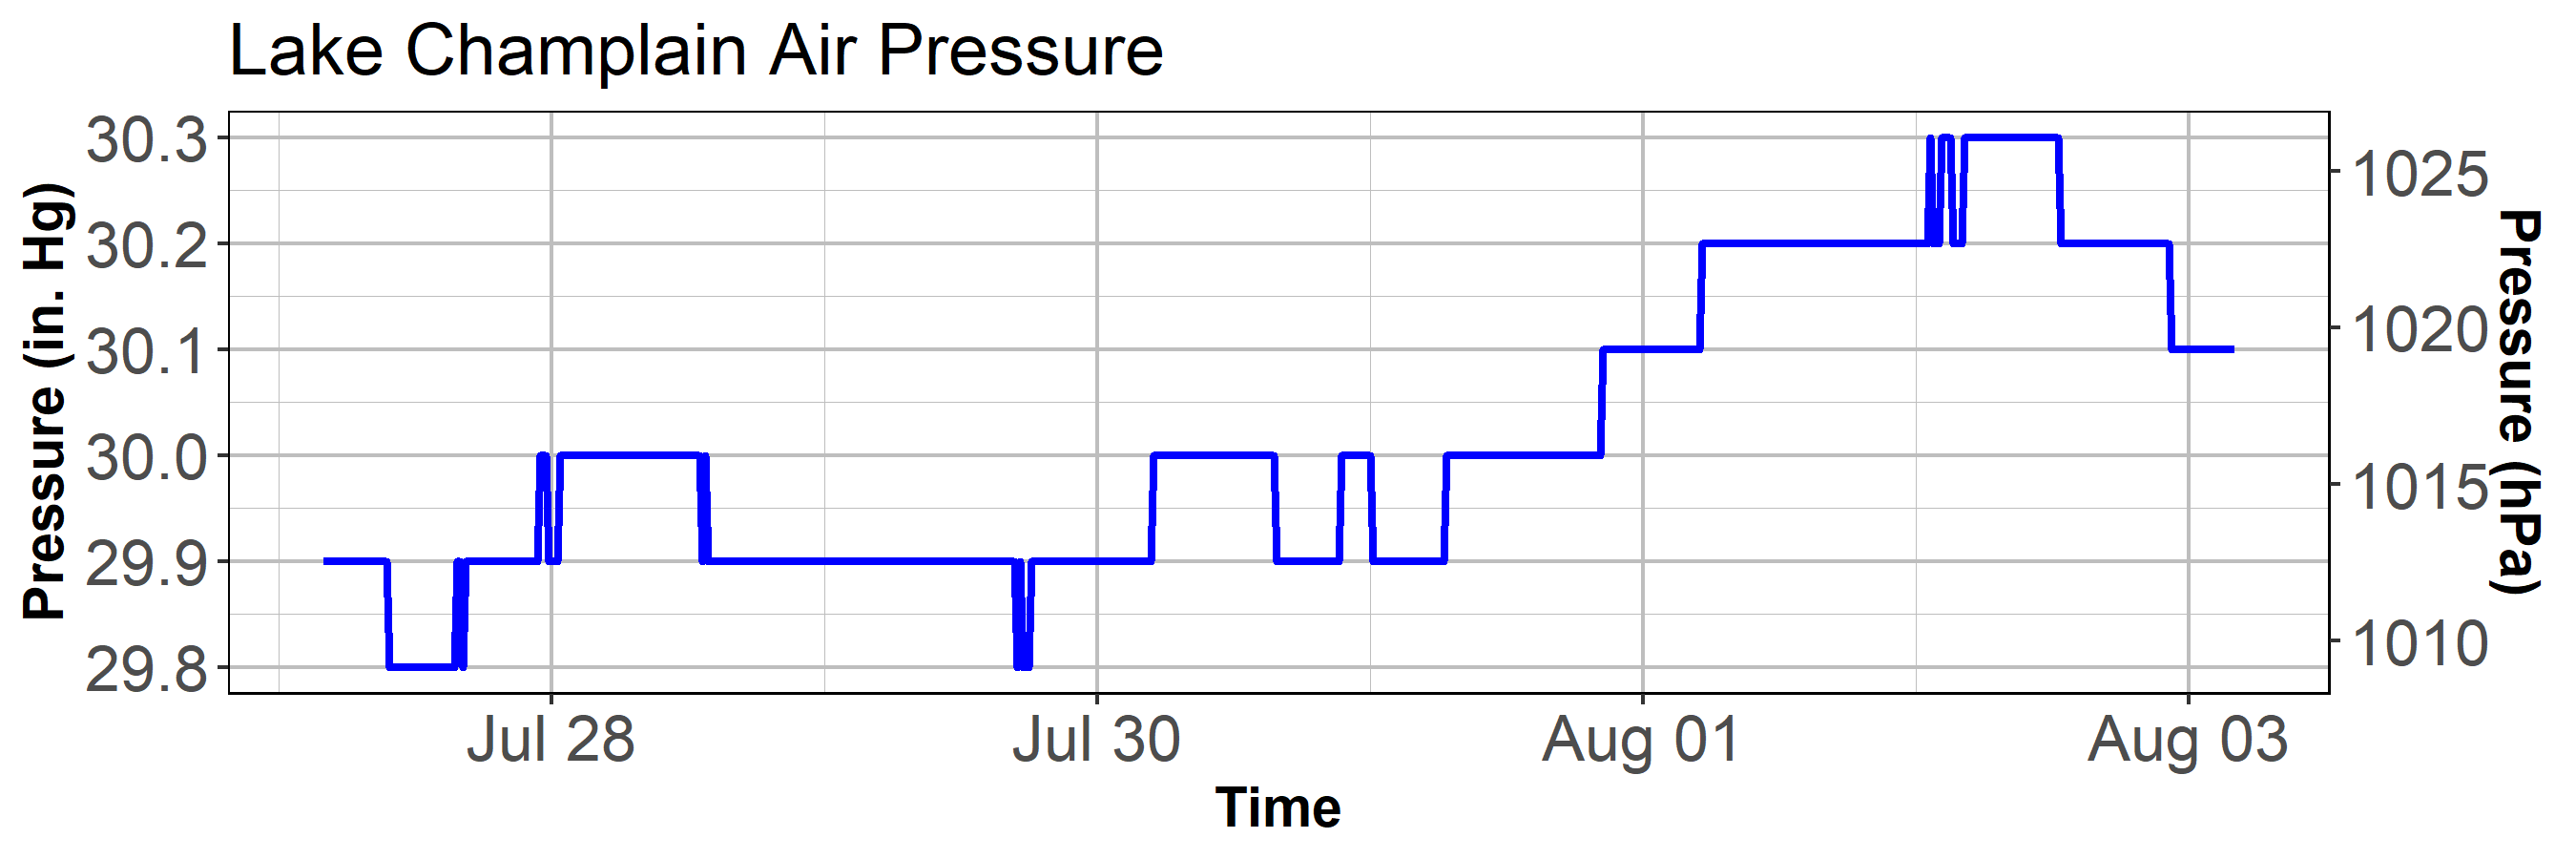 Lake Champlain Air Pressure
Pressure (in. Hg)
30.3
30.2
30.1
30.0
29.9
29.8
1025
1020
1015
1010
Pressure (hPa)
Jul 28
Jul 30
Aug 01
Aug 03
Time